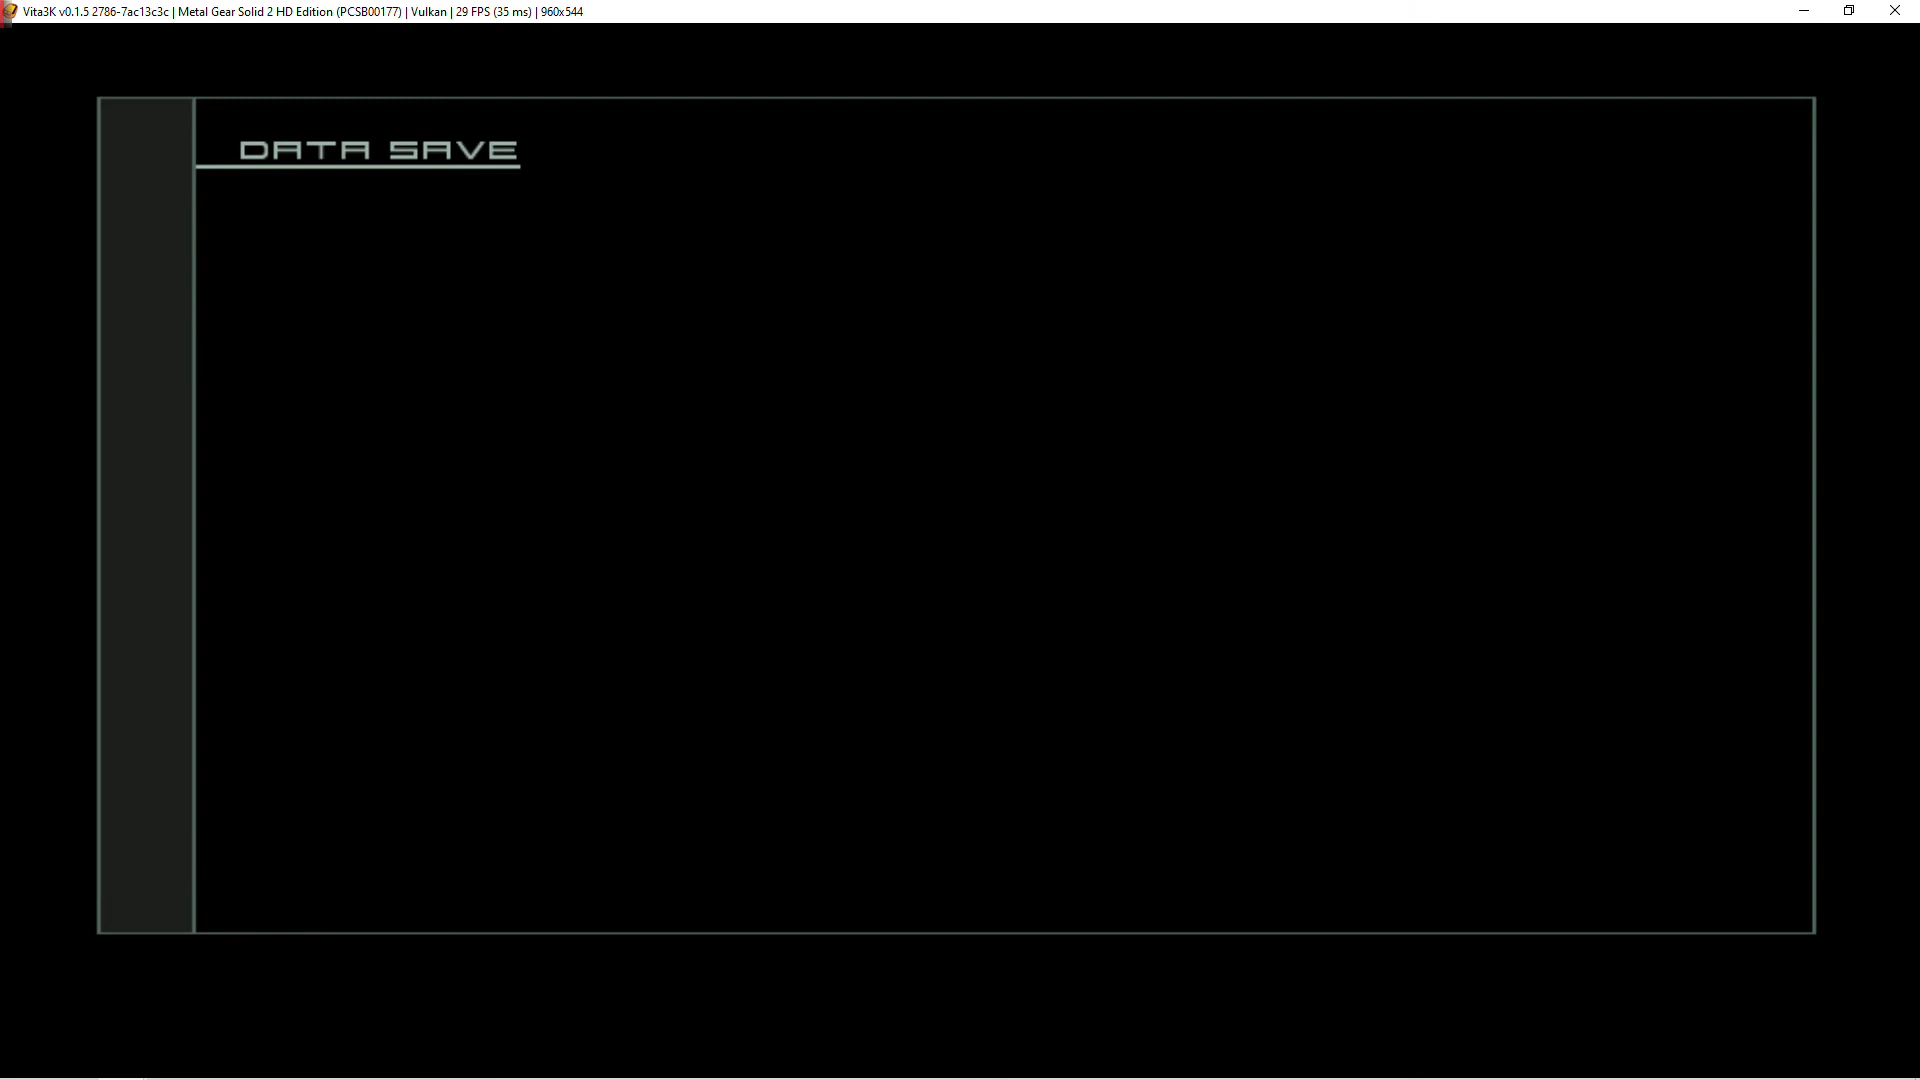 Vita3K v0.1.5 2786-7ac13c3c | Metal Gear Solid 2 HD Edition (PCSB00177) | Vulkan | 29 FPS (35 ms) | 960x544
DATA SAVE